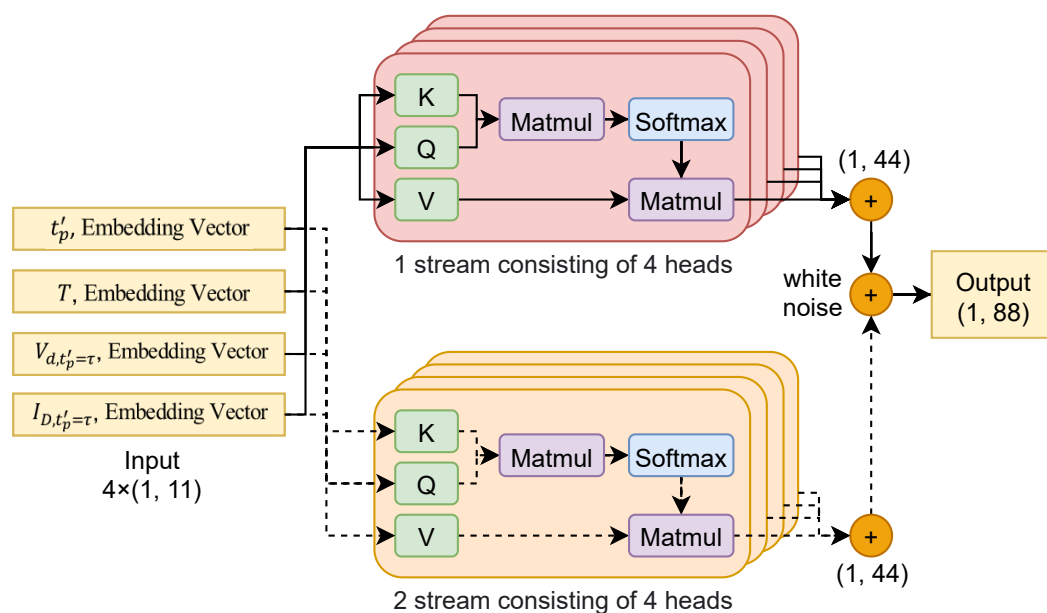 K
Q
V
Matmul
Softmax
Matmul
(1, 44)
+
1 stream consisting of 4 heads
t′p, Embedding Vector
T, Embedding Vector
Vd,t′p=τ, Embedding Vector
ID,t′p=τ, Embedding Vector
Input
4×(1, 11)
white
noise
+
Output
(1, 88)
K
Q
V
Matmul
Softmax
Matmul
+
(1, 44)
2 stream consisting of 4 heads